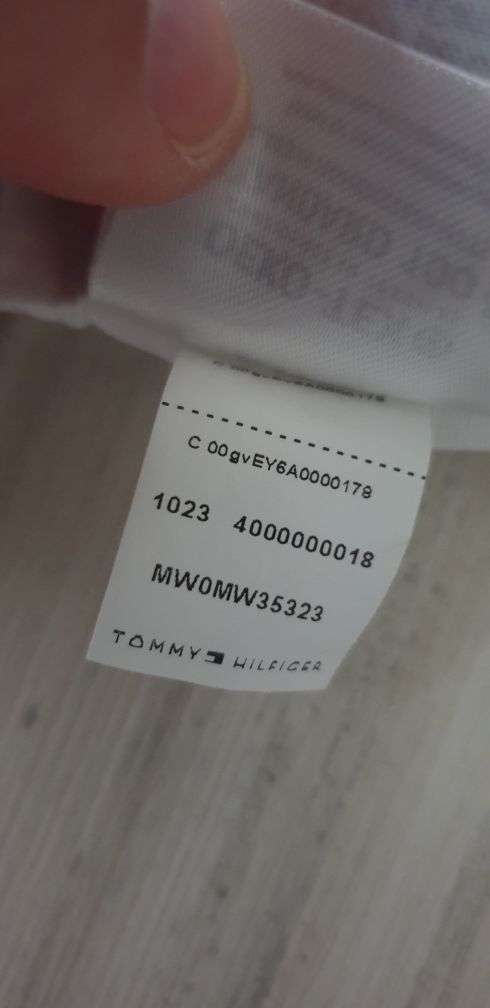 C 00gvEY6A0000178
1023 4000000018
MW0MW35323
TOMMY HILFIGER